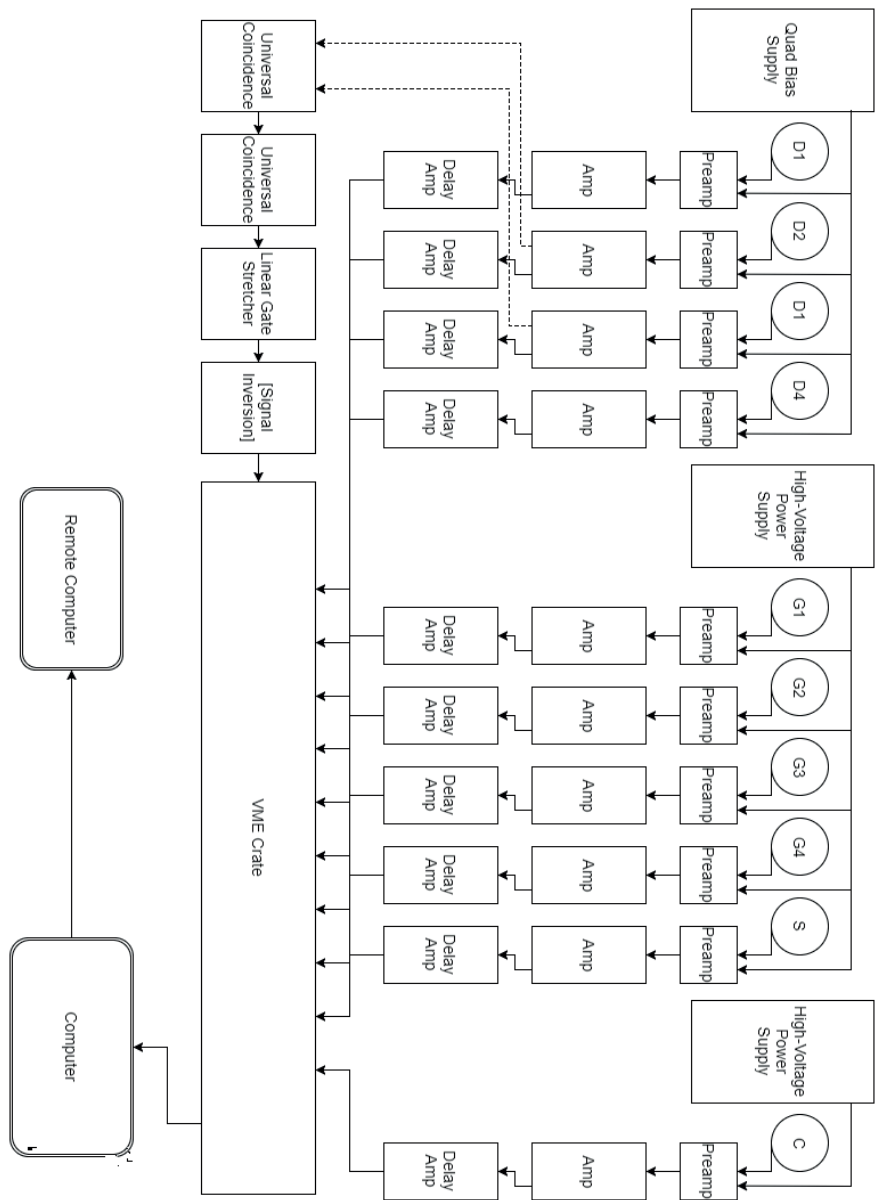 Quad Bias
Supply
High-Voltage
Power
Supply
High-Voltage
Power
Supply
D1
D2
D1
D4
G1
G2
G3
G4
S
C
Preamp
Preamp
Preamp
Preamp
Preamp
Preamp
Preamp
Preamp
Preamp
Preamp
Amp
Amp
Amp
Amp
Amp
Amp
Amp
Amp
Amp
Amp
Delay
Amp
Delay
Amp
Delay
Amp
Delay
Amp
Delay
Amp
Delay
Amp
Delay
Amp
Delay
Amp
Delay
Amp
Delay
Amp
Universal
Coincidence
Universal
Coincidence
Linear Gate
Stretcher
[Signal
Inversion]
VME Crate
Remote Computer
Computer